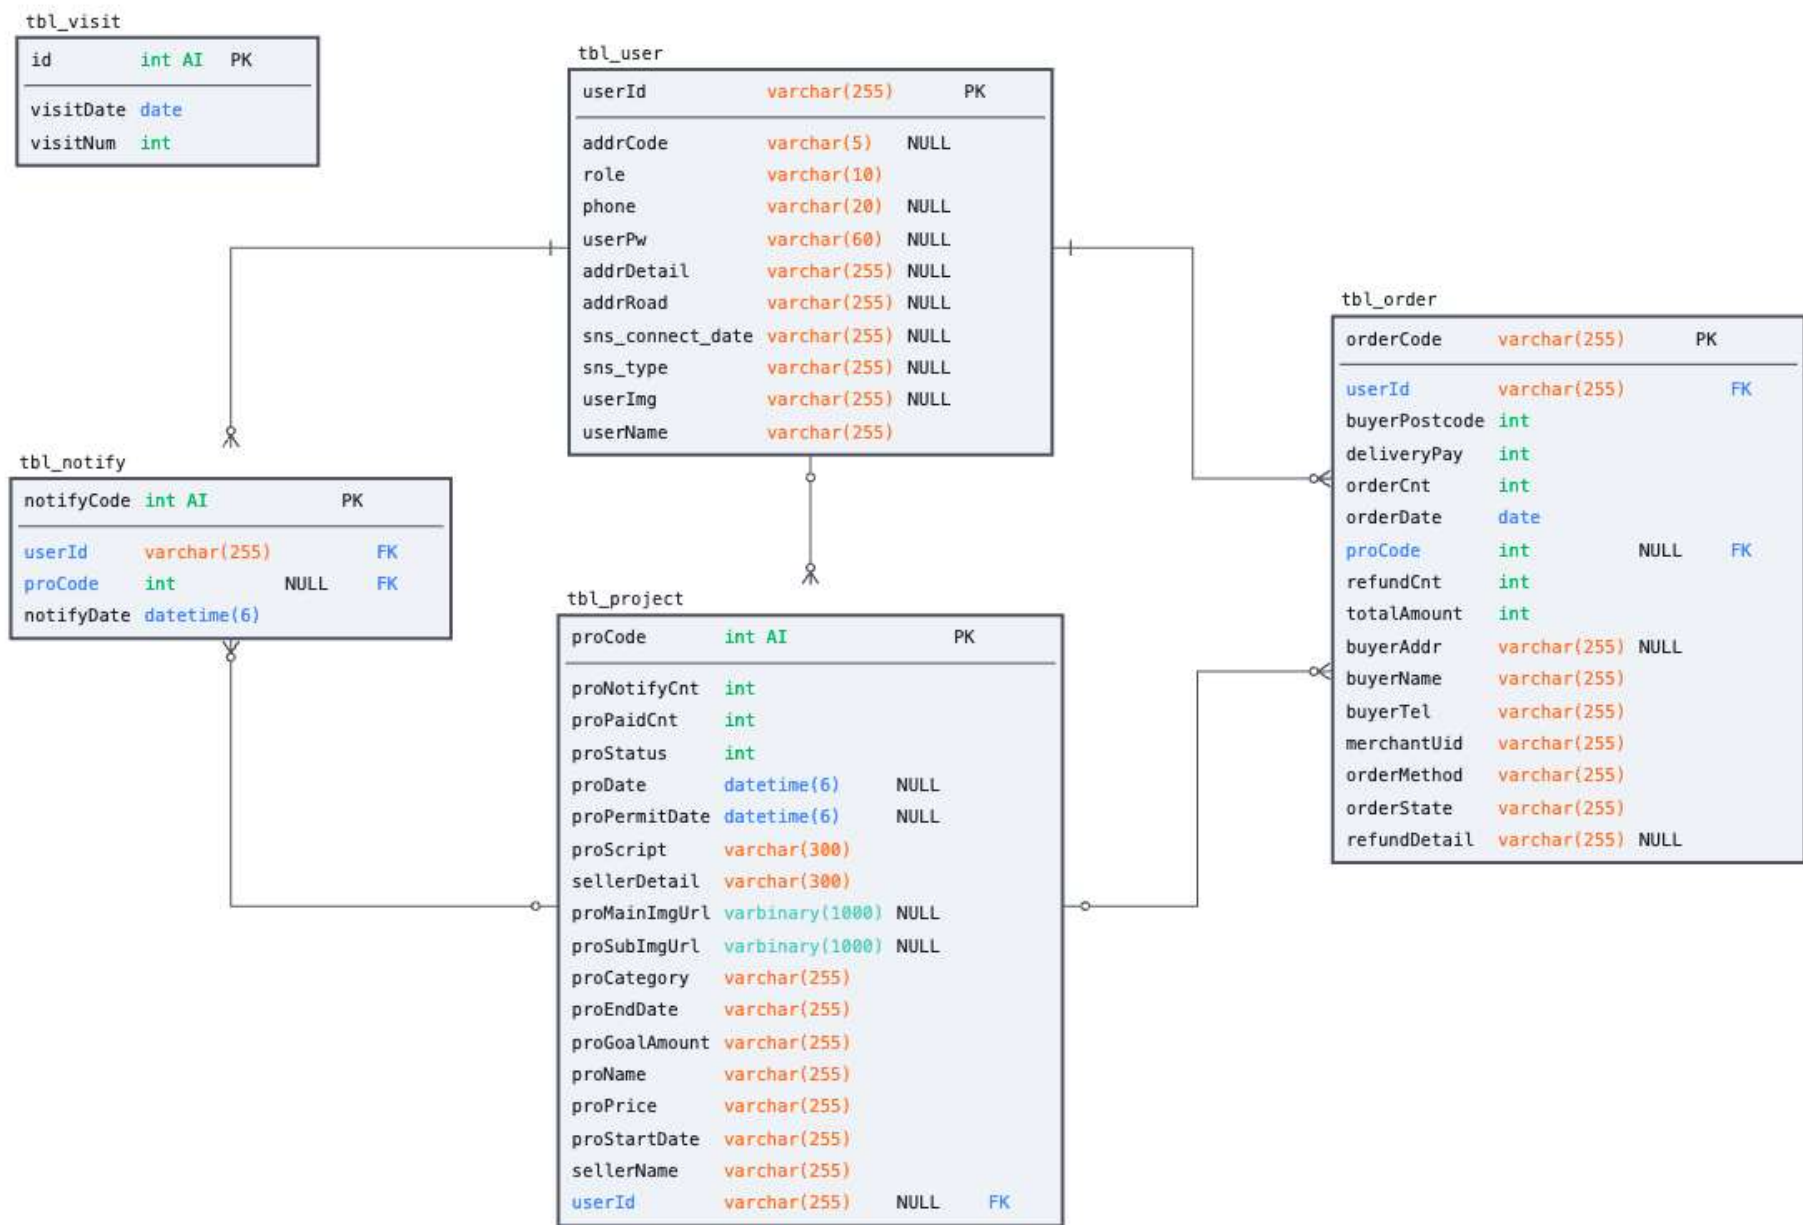 tbl_visit
id int AI PK
visitDate date
visitNum int
tbl_user
userId varchar(255) PK
addrCode varchar(5) NULL
role varchar(10)
phone varchar(20) NULL
userPw varchar(60) NULL
addrDetail varchar(255) NULL
addrRoad varchar(255) NULL
sns_connect_date varchar(255) NULL
sns_type varchar(255) NULL
userImg varchar(255) NULL
userName varchar(255)
tbl_order
orderCode varchar(255) PK
userId varchar(255) FK
buyerPostcode int
deliveryPay int
orderCnt int
orderDate date
proCode int NULL FK
refundCnt int
totalAmount int
buyerAddr varchar(255) NULL
buyerName varchar(255)
buyerTel varchar(255)
merchantUid varchar(255)
orderMethod varchar(255)
orderState varchar(255)
refundDetail varchar(255) NULL
tbl_notify
notifyCode int AI PK
userId varchar(255) FK
proCode int NULL FK
notifyDate datetime(6)
tbl_project
proCode int AI PK
proNotifyCnt int
proPaidCnt int
proStatus int
proDate datetime(6) NULL
proPermitDate datetime(6) NULL
proScript varchar(300)
sellerDetail varchar(300)
proMainImgUrl varbinary(1000) NULL
proSubImgUrl varbinary(1000) NULL
proCategory varchar(255)
proEndDate varchar(255)
proGoalAmount varchar(255)
proName varchar(255)
proPrice varchar(255)
proStartDate varchar(255)
sellerName varchar(255)
userId varchar(255) NULL FK